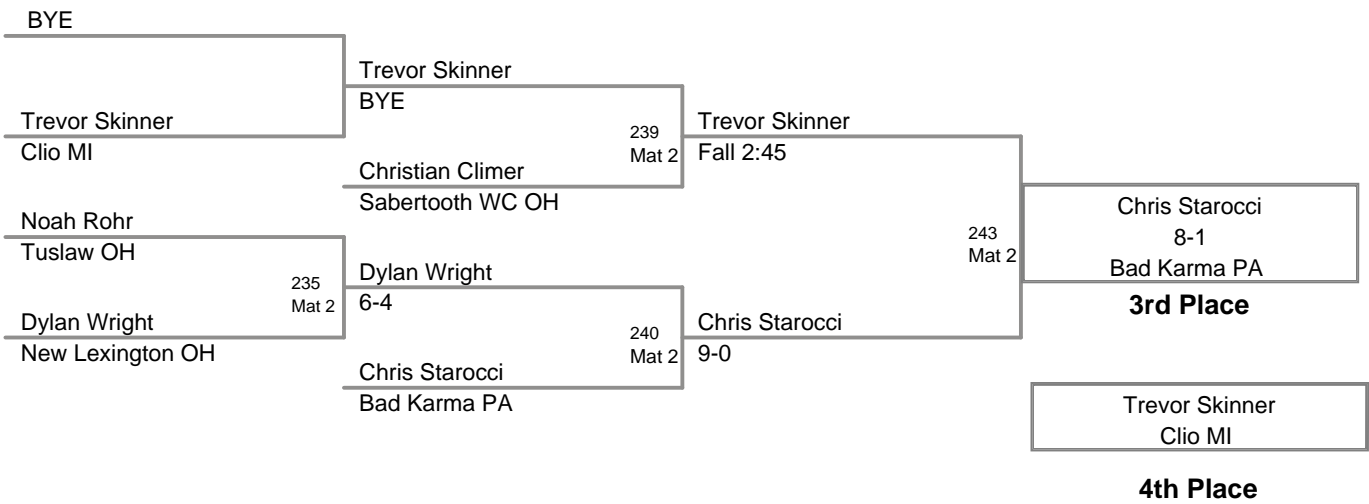 BYE
Trevor Skinner
BYE
Trevor Skinner
Clio MI
239
Mat 2
Trevor Skinner
Fall 2:45
Christian Climer
Sabertooth WC OH
Noah Rohr
Tuslaw OH
243
Mat 2
Chris Starocci
8-1
Bad Karma PA
3rd Place
235
Mat 2
Dylan Wright
6-4
Dylan Wright
New Lexington OH
240
Mat 2
Chris Starocci
9-0
Chris Starocci
Bad Karma PA
Trevor Skinner
Clio MI
4th Place